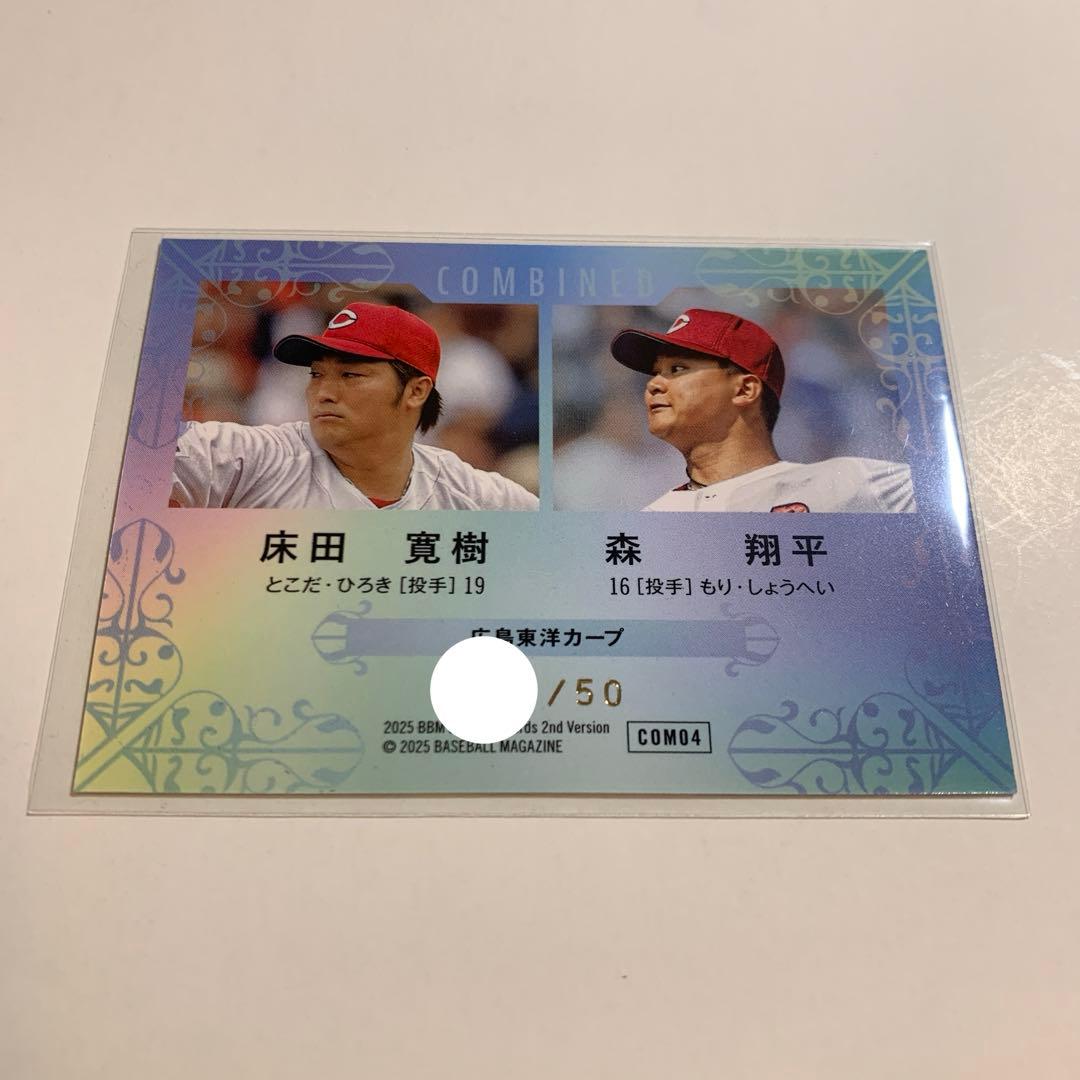 COMBINED
床田 寛樹
とこだ・ひろき [投手] 19
森 翔平
16 [投手] もり・しょうへい
広島東洋カープ
/50
2025 BBM 2nd Version
© 2025 BASEBALL MAGAZINE
COM04